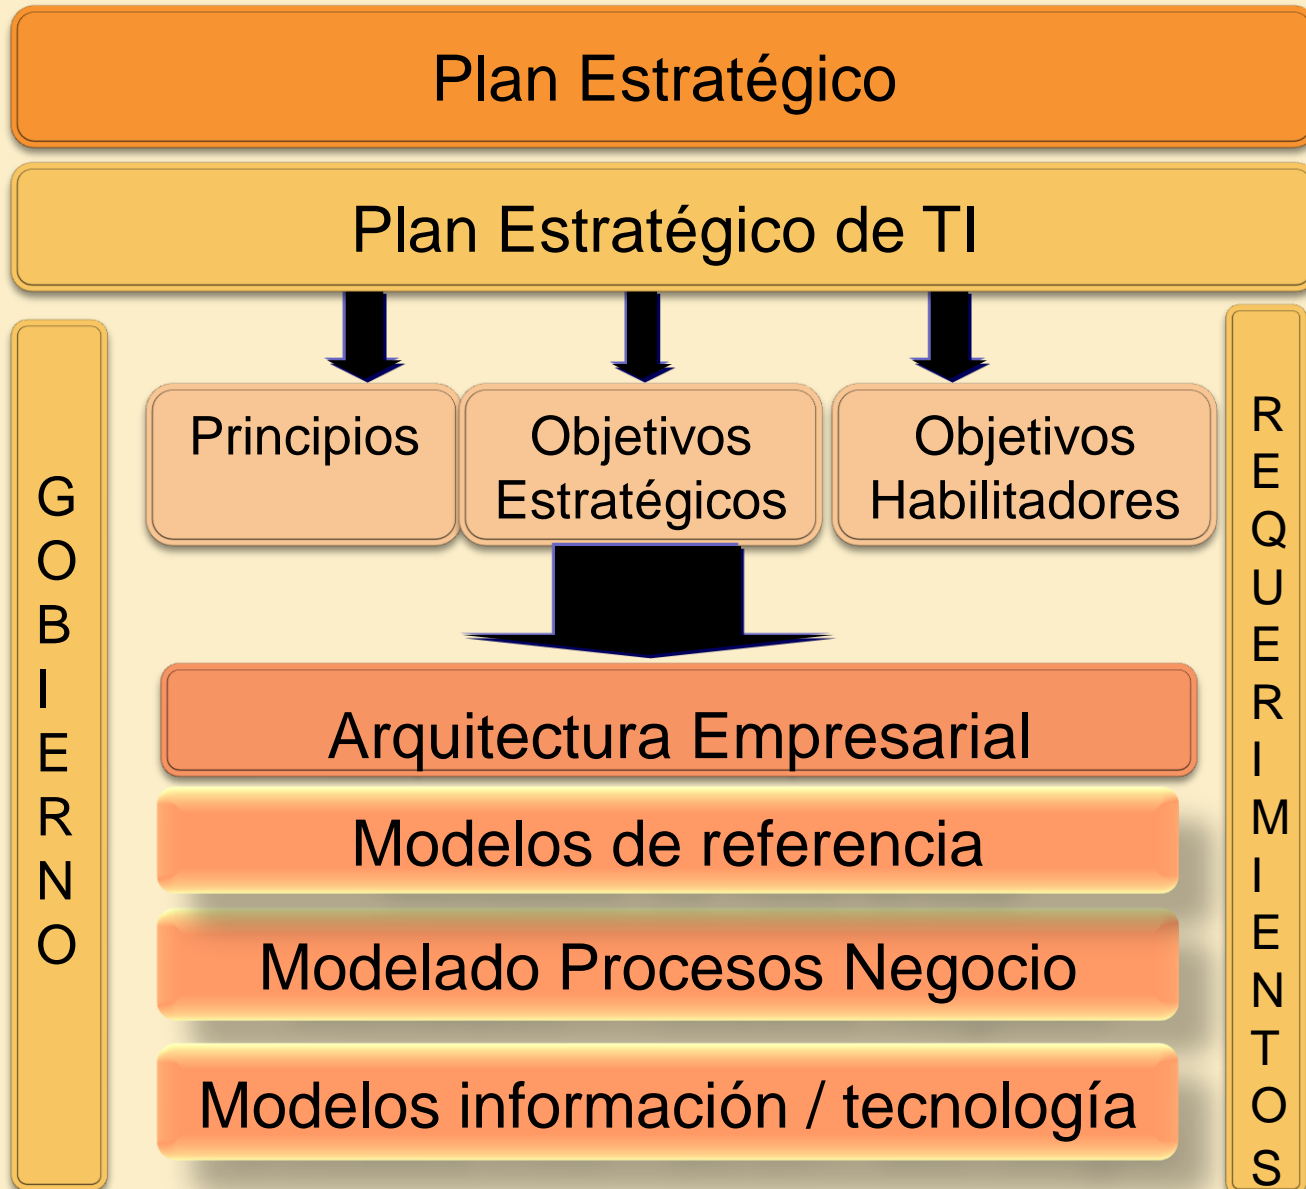 Plan Estratégico
Plan Estratégico de TI
GOBIERNO
Principios
Objetivos
Estratégicos
Objetivos
Habilitadores
REQUERIMIENTOS
Arquitectura Empresarial
Modelos de referencia
Modelado Procesos Negocio
Modelos información / tecnología